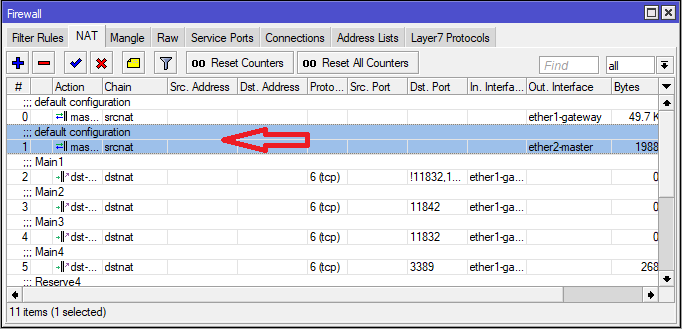 Firewall
Filter Rules NAT Mangle Raw Service Ports Connections Address Lists Layer7 Protocols
00 Reset Counters 00 Reset All Counters Find all
# Action Chain Src. Address Dst. Address Proto... Src. Port Dst. Port In. Interfa... Out. Interface Bytes
;;; default configuration
0 mas... srcnat ether1-gateway 49.7 K
;;; default configuration
1 mas... srcnat ether2-master 1988
;;; Main1
2 dst-... dstnat 6 (tcp) !11832,1... ether1-ga... 0
;;; Main2
3 dst-... dstnat 6 (tcp) 11842 ether1-ga... 0
;;; Main3
4 dst-... dstnat 6 (tcp) 11832 ether1-ga... 0
;;; Main4
5 dst-... dstnat 6 (tcp) 3389 ether1-ga... 268
;;; Reserve4
11 items (1 selected)